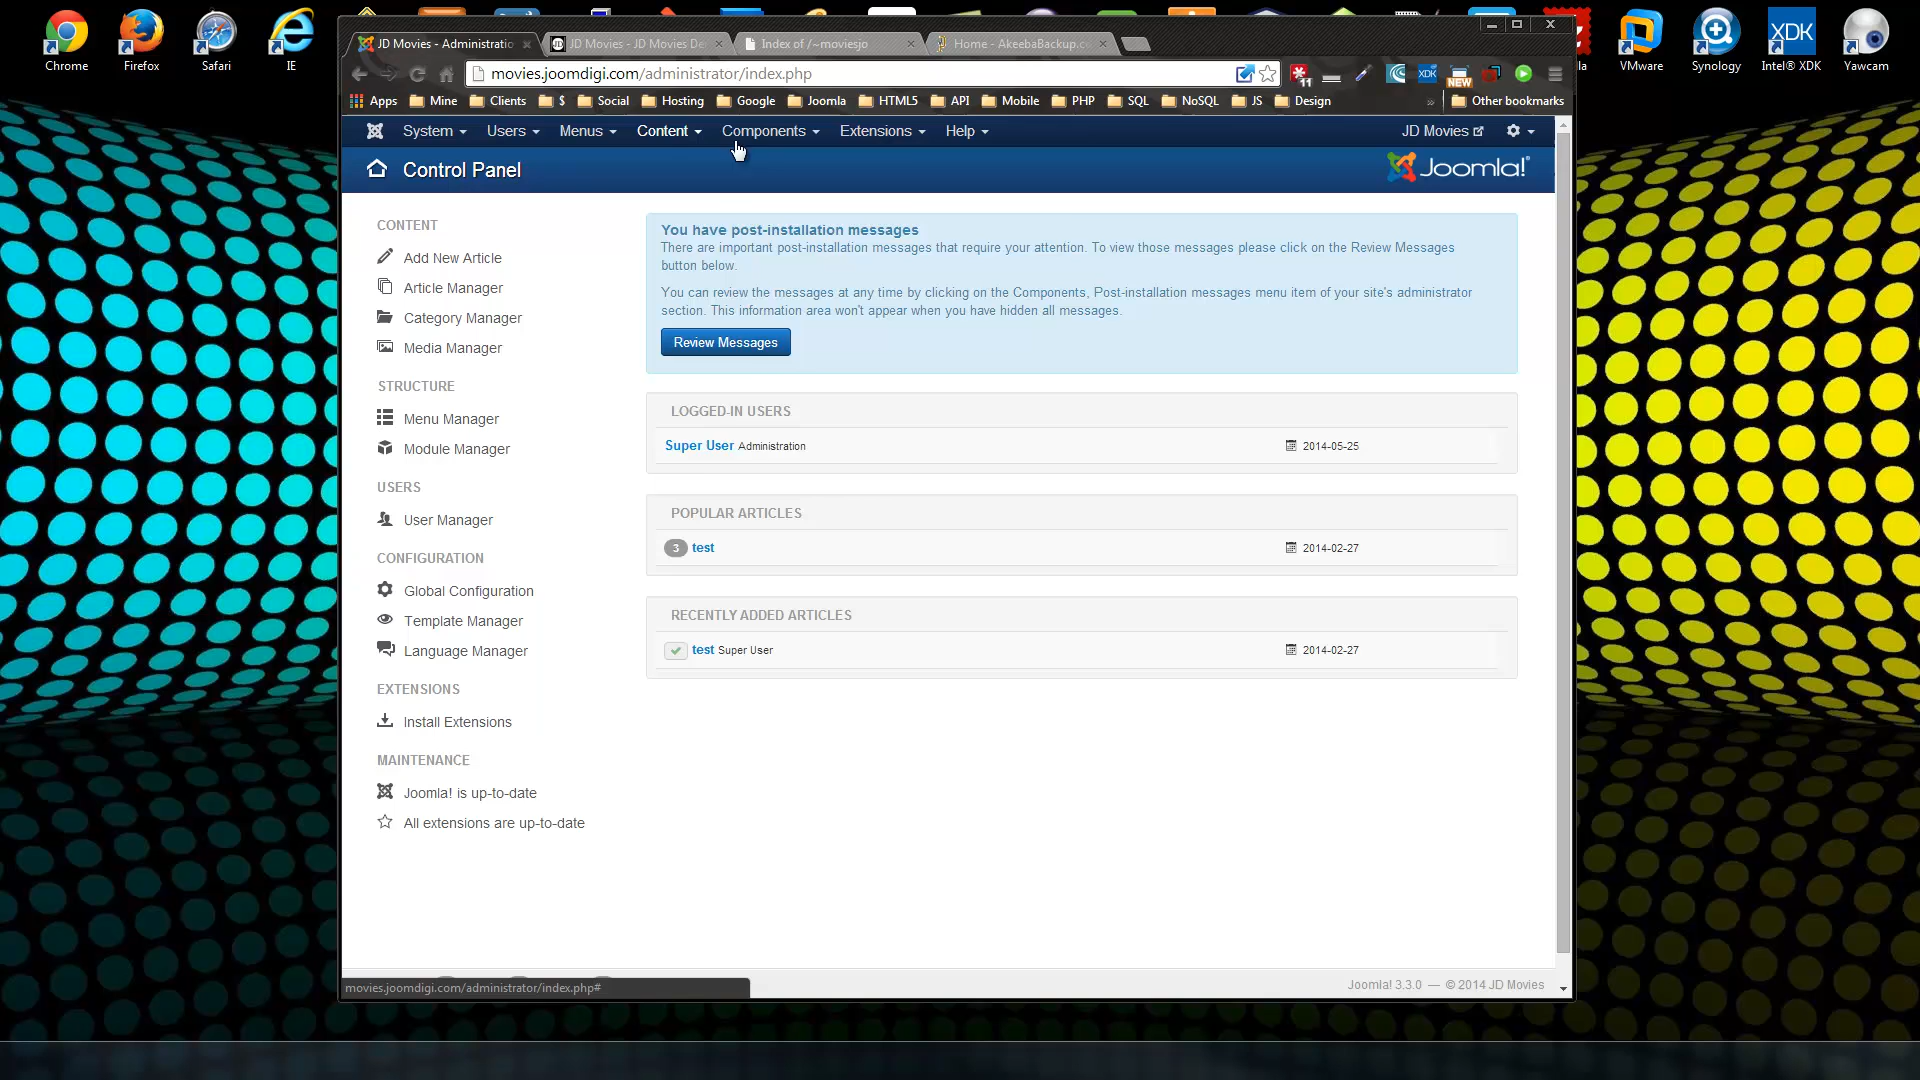 Chrome
Firefox
Safari
IE
VMware
Synology
Intel® XDK
Yawcam
JD Movies - Administratio
JD Movies - JD Movies De
Index of /~moviesjo
Home - AkeebaBackup.c
movies.joomdigi.com/administrator/index.php
11
XDK
NEW
Apps Mine Clients $ Social Hosting Google Joomla HTML5 API Mobile PHP SQL NoSQL JS Design » Other bookmarks
System Users Menus Content Components Extensions Help JD Movies
Control Panel
Joomla!®
CONTENT
Add New Article
Article Manager
Category Manager
Media Manager
STRUCTURE
Menu Manager
Module Manager
USERS
User Manager
CONFIGURATION
Global Configuration
Template Manager
Language Manager
EXTENSIONS
Install Extensions
MAINTENANCE
Joomla! is up-to-date
All extensions are up-to-date
You have post-installation messages
There are important post-installation messages that require your attention. To view those messages please click on the Review Messages
button below.
You can review the messages at any time by clicking on the Components, Post-installation messages menu item of your site's administrator
section. This information area won't appear when you have hidden all messages.
Review Messages
LOGGED-IN USERS
Super User Administration 2014-05-25
POPULAR ARTICLES
3 test 2014-02-27
RECENTLY ADDED ARTICLES
test Super User 2014-02-27
movies.joomdigi.com/administrator/index.php#
Joomla! 3.3.0 — © 2014 JD Movies